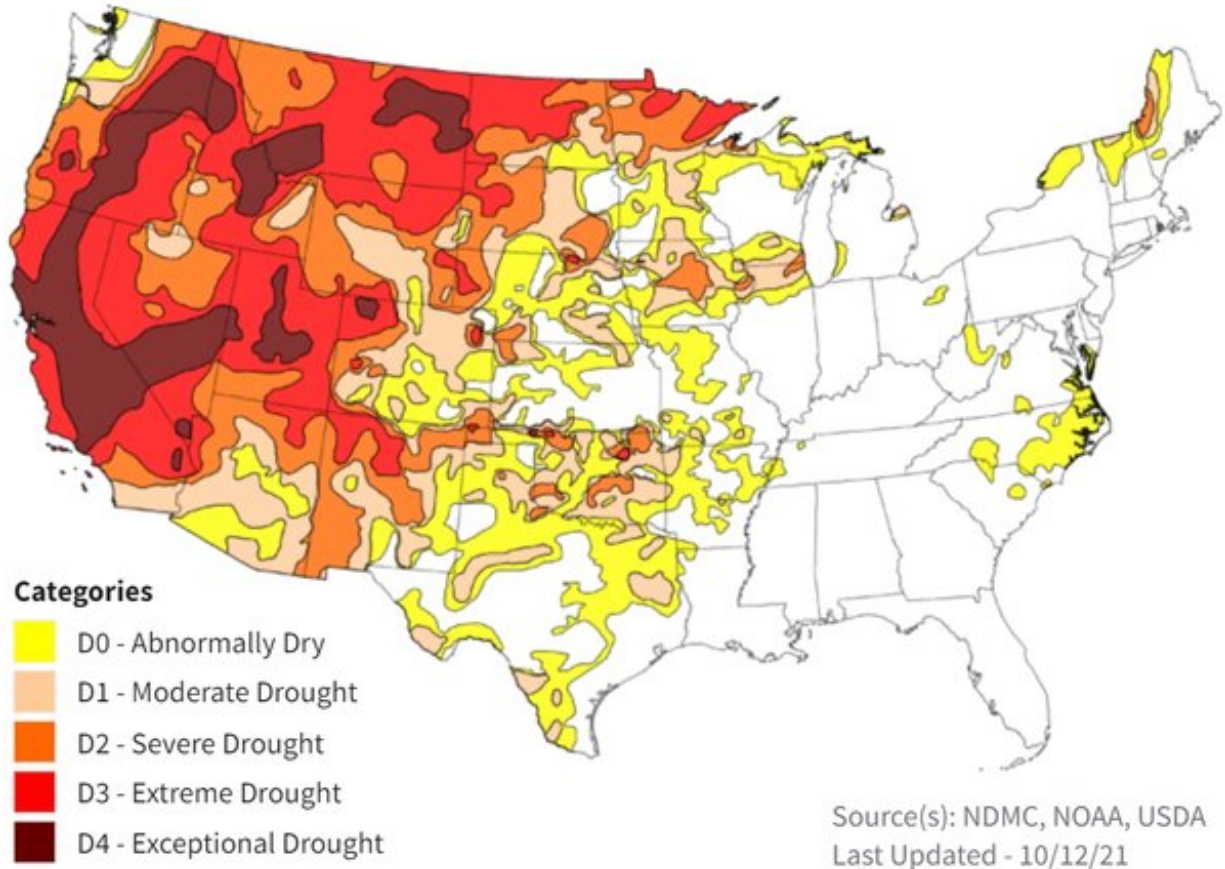 Categories
D0 - Abnormally Dry
D1 - Moderate Drought
D2 - Severe Drought
D3 - Extreme Drought
D4 - Exceptional Drought
Source(s): NDMC, NOAA, USDA
Last Updated - 10/12/21